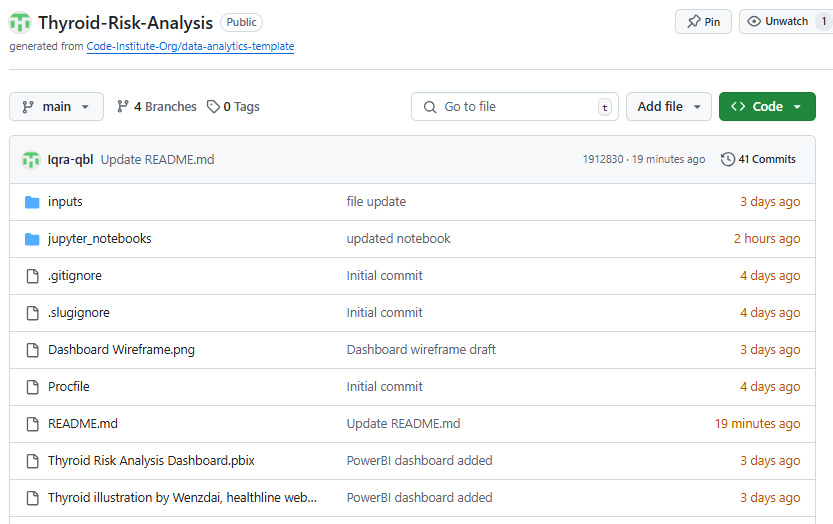 Thyroid-Risk-Analysis Public Pin Unwatch 1
generated from Code-Institute-Org/data-analytics-template
main 4 Branches 0 Tags Go to file t Add file Code
Iqra-qbl Update README.md 1912830 · 19 minutes ago 41 Commits
inputs file update 3 days ago
jupyter_notebooks updated notebook 2 hours ago
.gitignore Initial commit 4 days ago
.slugignore Initial commit 4 days ago
Dashboard Wireframe.png Dashboard wireframe draft 3 days ago
Procfile Initial commit 4 days ago
README.md Update README.md 19 minutes ago
Thyroid Risk Analysis Dashboard.pbix PowerBI dashboard added 3 days ago
Thyroid illustration by Wenzdai, healthline web... PowerBI dashboard added 3 days ago